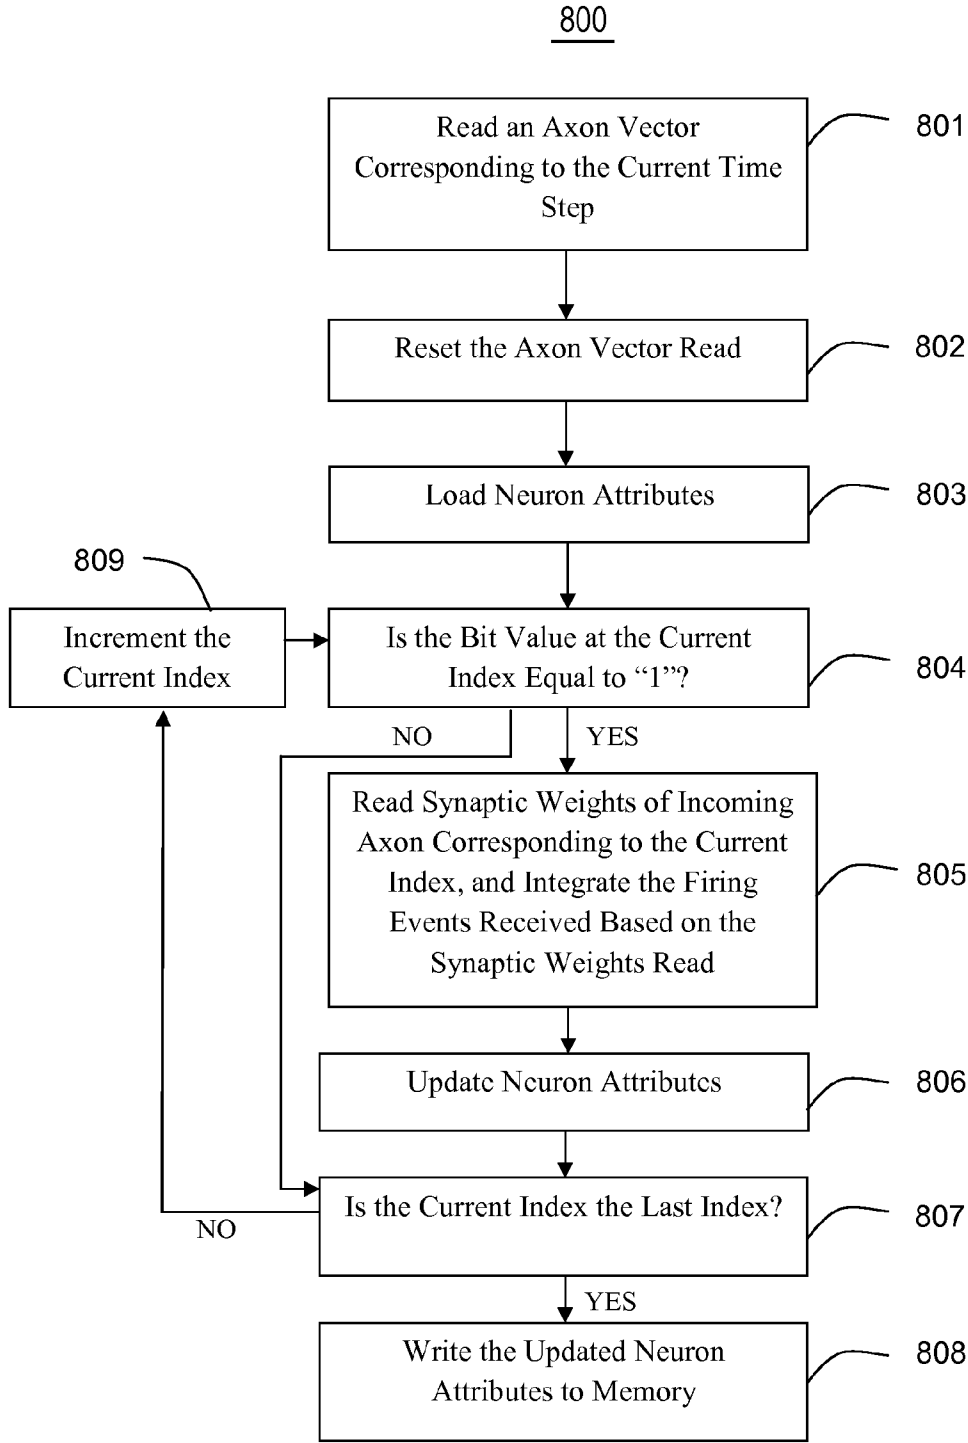 800
Read an Axon Vector
Corresponding to the Current Time
Step
801
Reset the Axon Vector Read
802
Load Neuron Attributes
803
809
Increment the
Current Index
Is the Bit Value at the Current
Index Equal to “1”?
804
NO
YES
Read Synaptic Weights of Incoming
Axon Corresponding to the Current
Index, and Integrate the Firing
Events Received Based on the
Synaptic Weights Read
805
Update Neuron Attributes
806
Is the Current Index the Last Index?
807
NO
YES
Write the Updated Neuron
Attributes to Memory
808